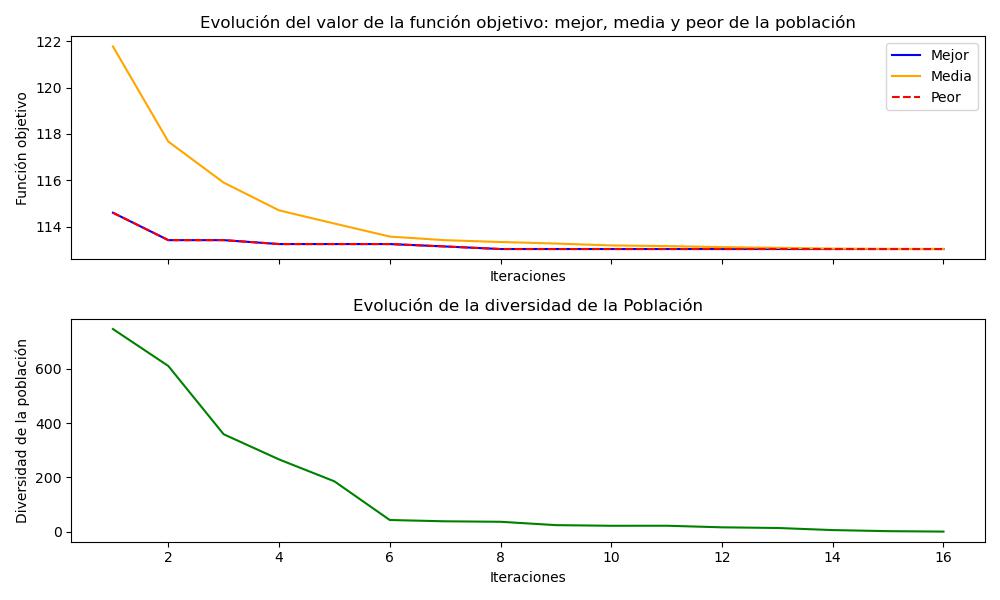 Evolución del valor de la función objetivo: mejor, media y peor de la población
122
120
118
116
114
Función objetivo
Mejor
Media
Peor
Iteraciones
Evolución de la diversidad de la Población
600
400
200
0
Diversidad de la población
2 4 6 8 10 12 14 16
Iteraciones